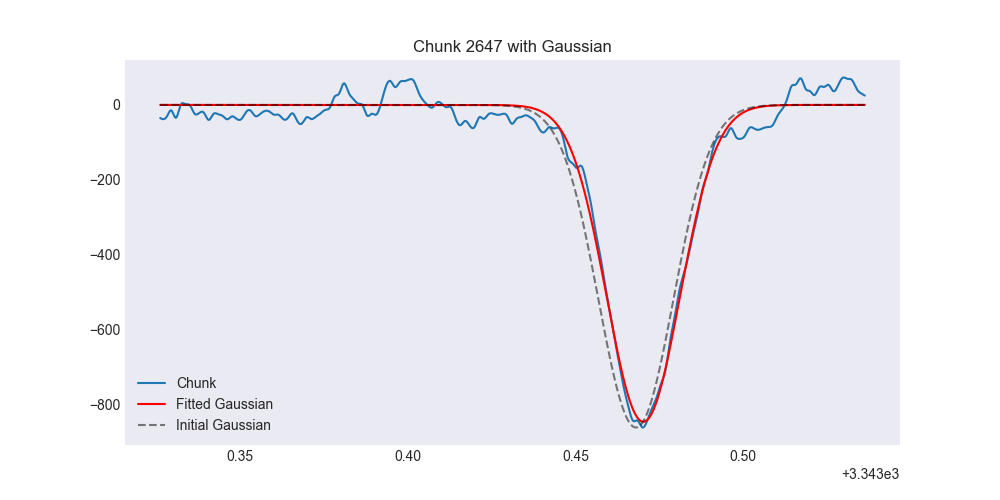 Chunk 2647 with Gaussian
0
−200
−400
−600
−800
Chunk
Fitted Gaussian
Initial Gaussian
0.35 0.40 0.45 0.50
+3.343e3